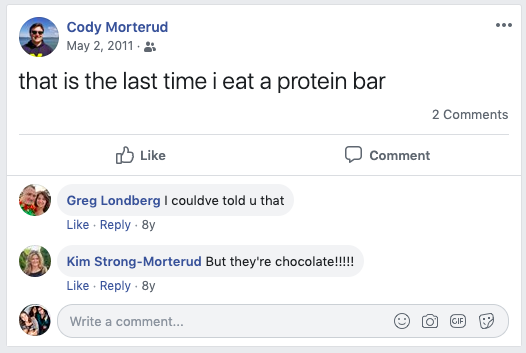 Cody Morterud
May 2, 2011 ·
that is the last time i eat a protein bar
2 Comments
Like Comment
Greg Londberg I couldve told u that
Like · Reply · 8y
Kim Strong-Morterud But they're chocolate!!!!!
Like · Reply · 8y
Write a comment... GIF